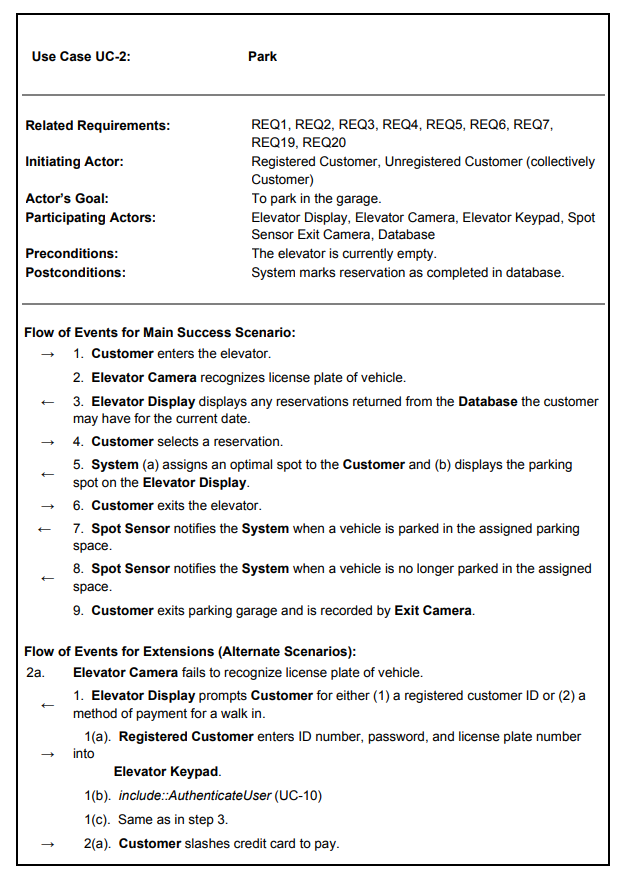 Use Case UC-2: Park
Related Requirements: REQ1, REQ2, REQ3, REQ4, REQ5, REQ6, REQ7,
REQ19, REQ20
Initiating Actor: Registered Customer, Unregistered Customer (collectively
Customer)
Actor's Goal: To park in the garage.
Participating Actors: Elevator Display, Elevator Camera, Elevator Keypad, Spot
Sensor Exit Camera, Database
Preconditions: The elevator is currently empty.
Postconditions: System marks reservation as completed in database.
Flow of Events for Main Success Scenario:
→ 1. Customer enters the elevator.
2. Elevator Camera recognizes license plate of vehicle.
← 3. Elevator Display displays any reservations returned from the Database the customer
may have for the current date.
→ 4. Customer selects a reservation.
← 5. System (a) assigns an optimal spot to the Customer and (b) displays the parking
spot on the Elevator Display.
→ 6. Customer exits the elevator.
← 7. Spot Sensor notifies the System when a vehicle is parked in the assigned parking
space.
← 8. Spot Sensor notifies the System when a vehicle is no longer parked in the assigned
space.
9. Customer exits parking garage and is recorded by Exit Camera.
Flow of Events for Extensions (Alternate Scenarios):
2a. Elevator Camera fails to recognize license plate of vehicle.
← 1. Elevator Display prompts Customer for either (1) a registered customer ID or (2) a
method of payment for a walk in.
1(a). Registered Customer enters ID number, password, and license plate number
→ into
Elevator Keypad.
1(b). include::AuthenticateUser (UC-10)
1(c). Same as in step 3.
→ 2(a). Customer slashes credit card to pay.